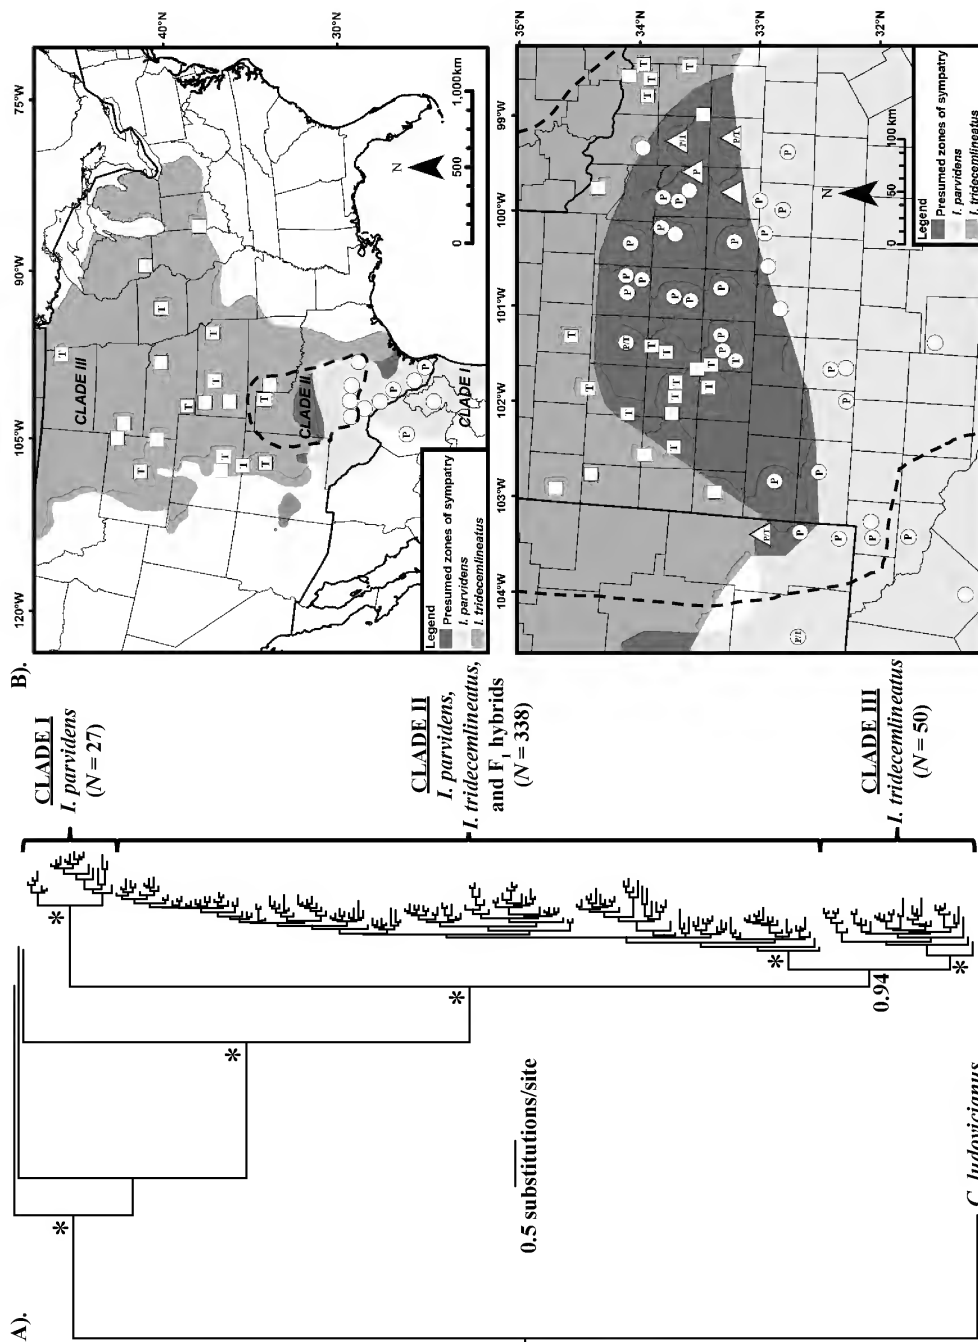 A).
0.5 substitutions/site
C. ludovicianus
*
*
*
*
*
*
0.94
CLADE I
I. parvidens
(N = 27)
CLADE II
I. parvidens,
I. tridecemlineatus,
and F1 hybrids
(N = 338)
CLADE III
I. tridecemlineatus
(N = 50)
B).
120°W
105°W
90°W
75°W
40°N
30°N
CLADE III
CLADE II
CLADE I
Legend
Presumed zones of sympatry
I. parvidens
I. tridecemlineatus
N
0 500 1,000 km
104°W
103°W
102°W
101°W
100°W
99°W
35°N
34°N
33°N
32°N
Legend
Presumed zones of sympatry
I. parvidens
I. tridecemlineatus
N
0 50 100 km